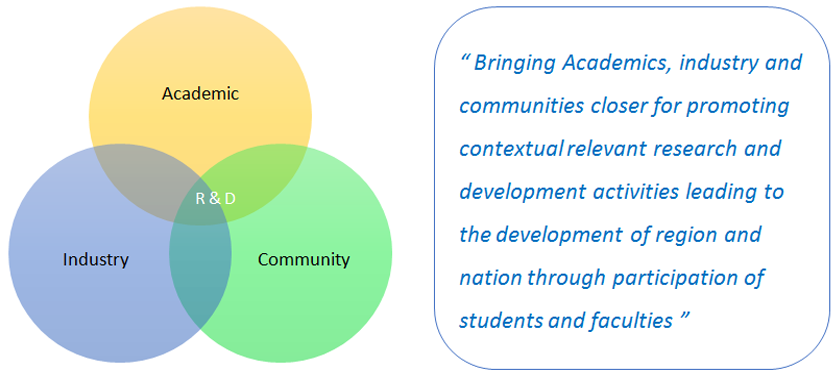 Academic
R & D
Industry
Community
“ Bringing Academics, industry and
communities closer for promoting
contextual relevant research and
development activities leading to
the development of region and
nation through participation of
students and faculties ”